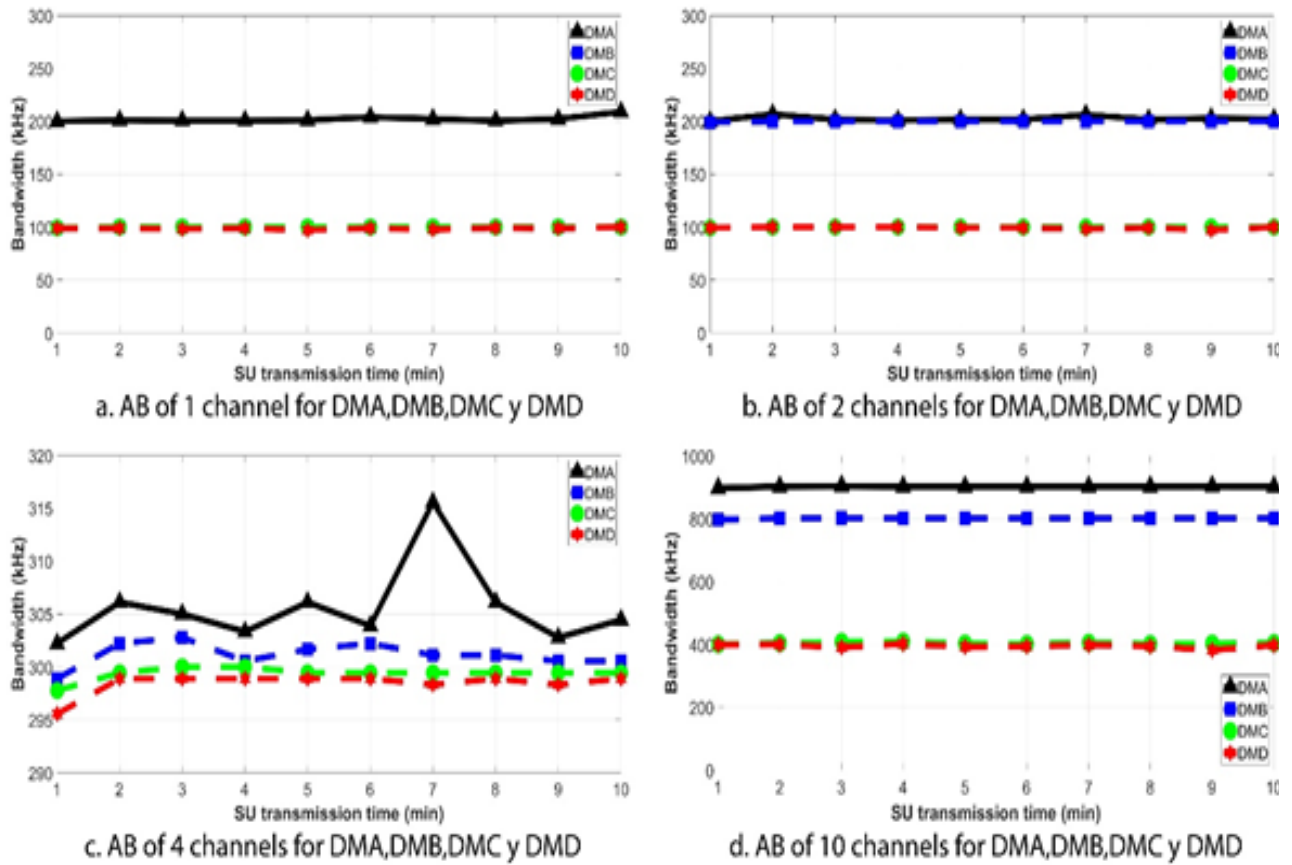 300
250
200
150
100
50
0
Bandwidth (kHz)
DMA
DMB
DMC
DMD
1 2 3 4 5 6 7 8 9 10
SU transmission time (min)
a. AB of 1 channel for DMA,DMB,DMC y DMD
300
250
200
150
100
50
0
Bandwidth (kHz)
DMA
DMB
DMC
DMD
1 2 3 4 5 6 7 8 9 10
SU transmission time (min)
b. AB of 2 channels for DMA,DMB,DMC y DMD
320
315
310
305
300
295
290
Bandwidth (kHz)
DMA
DMB
DMC
DMD
1 2 3 4 5 6 7 8 9 10
SU transmission time (min)
c. AB of 4 channels for DMA,DMB,DMC y DMD
1000
800
600
400
200
0
Bandwidth (kHz)
DMA
DMB
DMC
DMD
1 2 3 4 5 6 7 8 9 10
SU transmission time (min)
d. AB of 10 channels for DMA,DMB,DMC y DMD